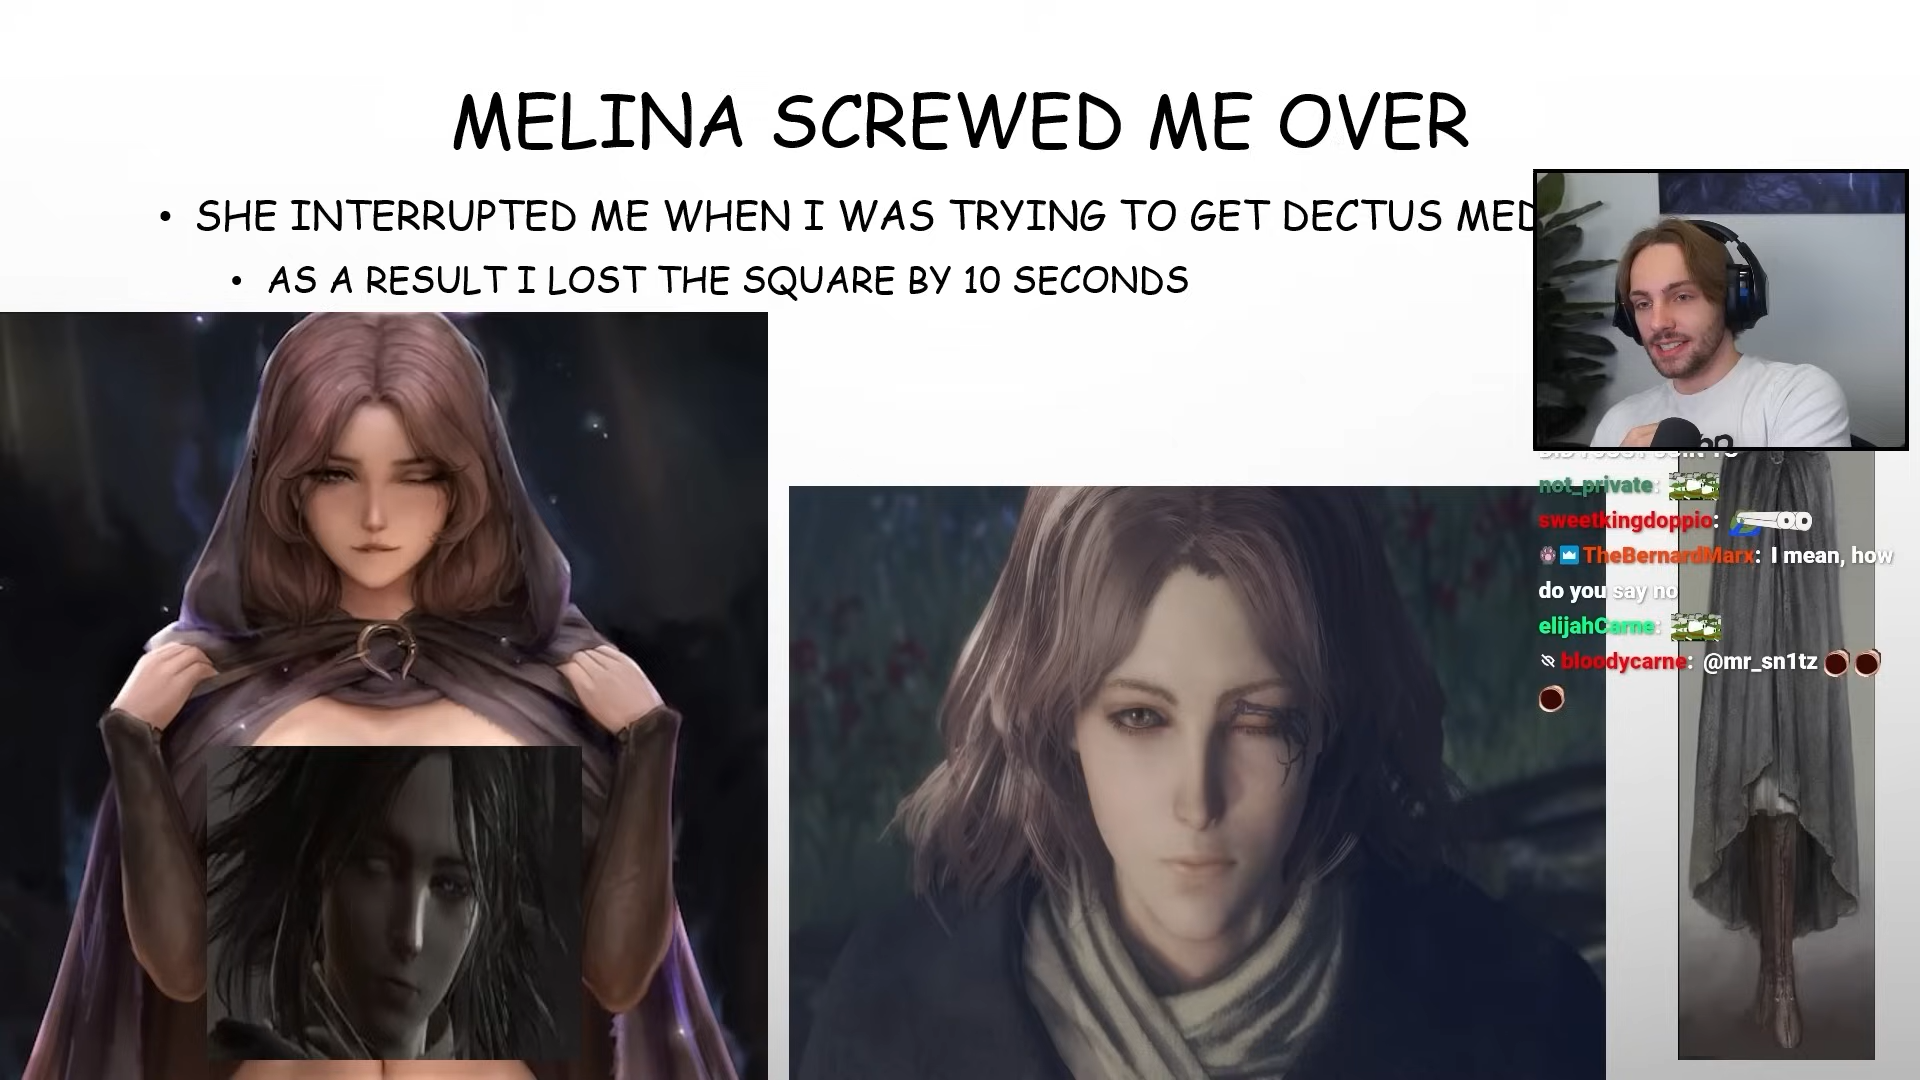 MELINA SCREWED ME OVER
• SHE INTERRUPTED ME WHEN I WAS TRYING TO GET DECTUS MED
• AS A RESULT I LOST THE SQUARE BY 10 SECONDS
not_private:
sweetkingdoppio:
TheBernardMarx: I mean, how
do you say no
elijahCarne:
bloodycarne: @mr_sn1tz